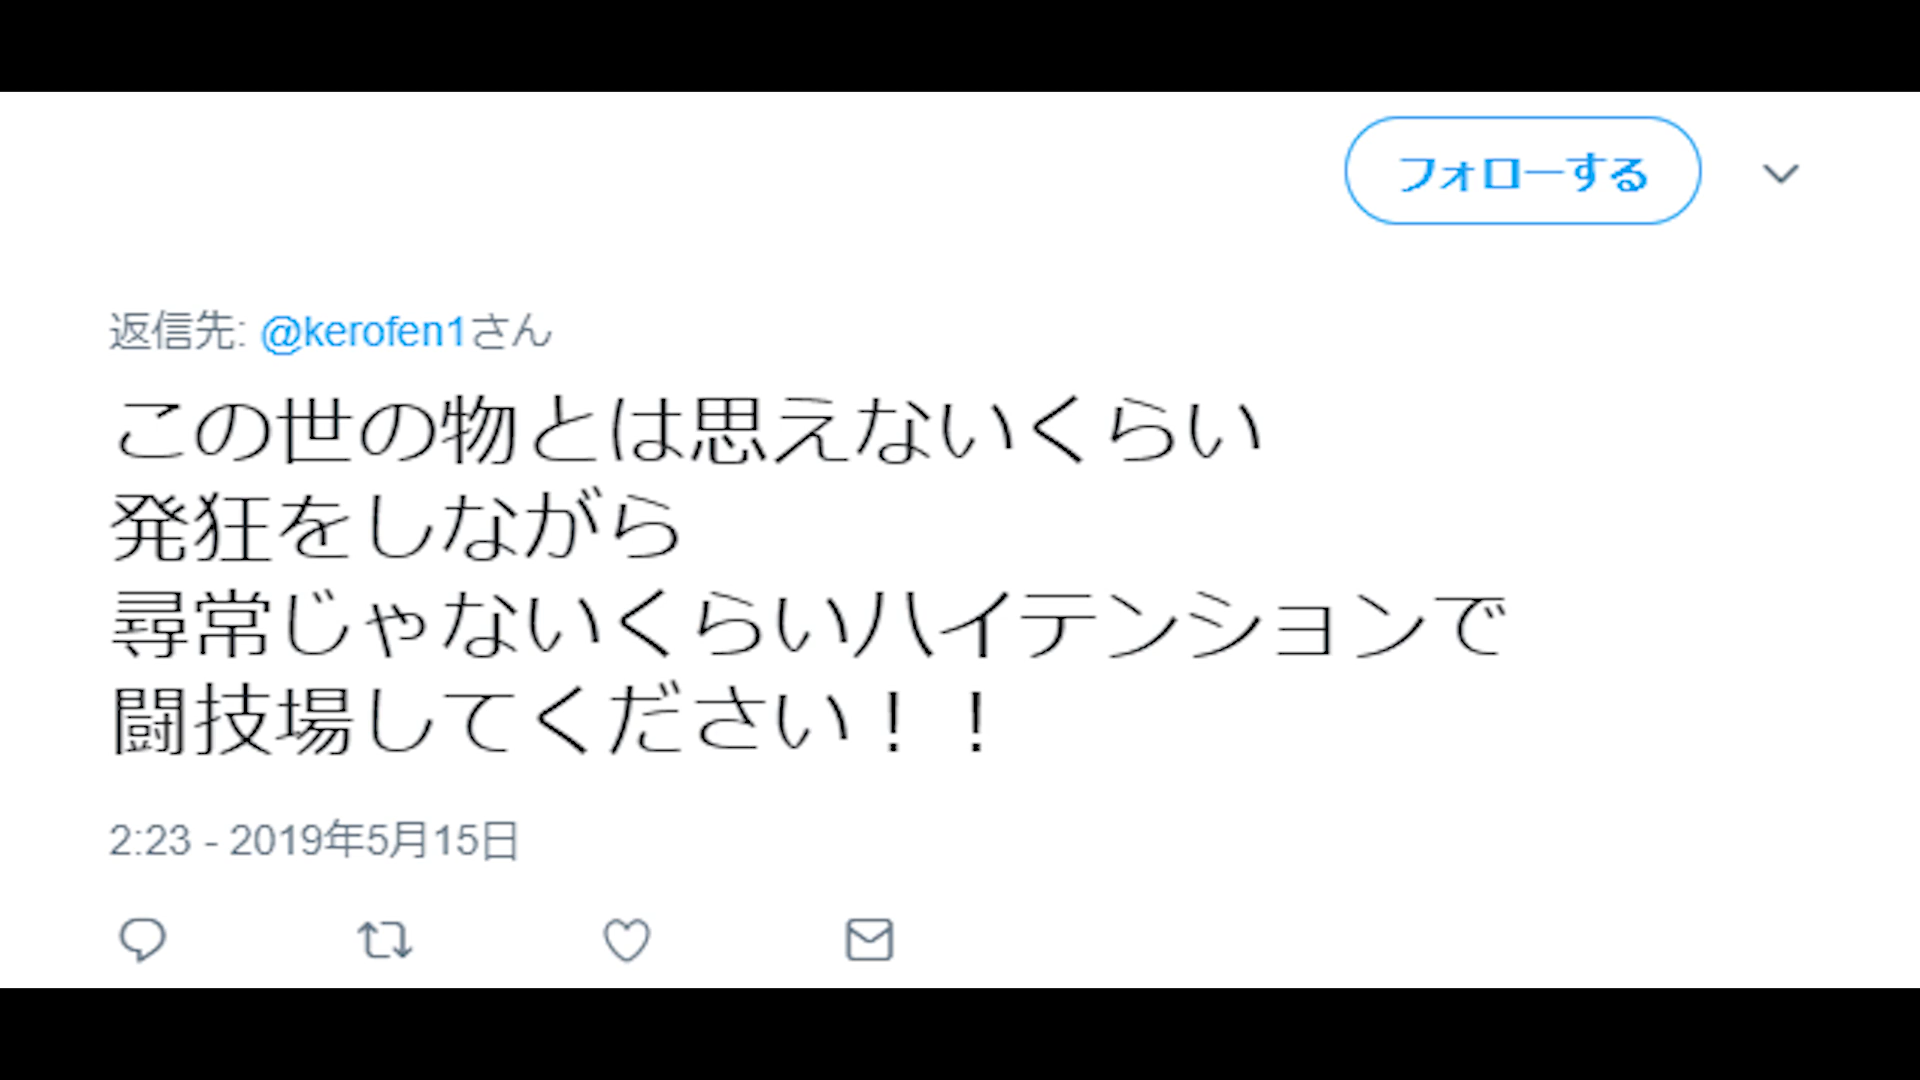 フォローする
返信先: @kerofen1さん
この世の物とは思えないくらい
発狂をしながら
尋常じゃないくらいハイテンションで
闘技場してください！！
2:23 - 2019年5月15日